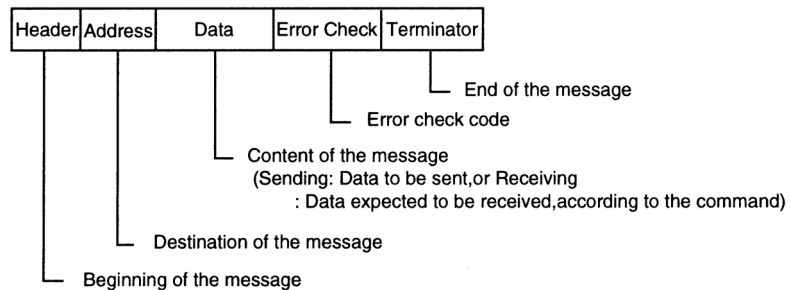 Header Address Data Error Check Terminator
End of the message
Error check code
Content of the message
(Sending: Data to be sent,or Receiving
: Data expected to be received,according to the command)
Destination of the message
Beginning of the message